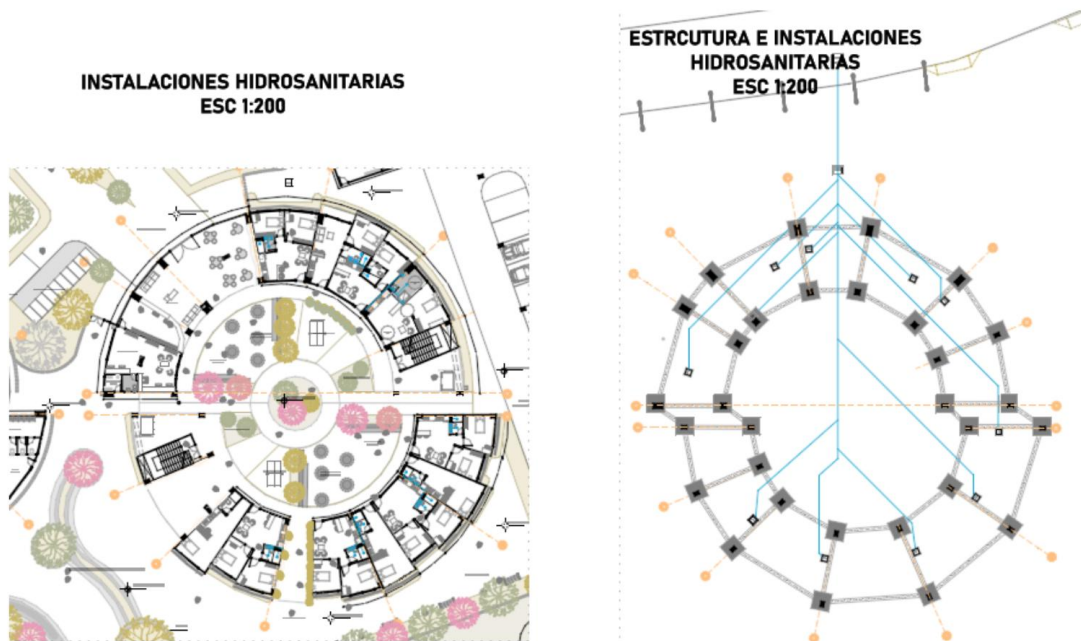 INSTALACIONES HIDROSANITARIAS
ESC 1:200
ESTRCUTURA E INSTALACIONES
HIDROSANITARIAS
ESC 1:200